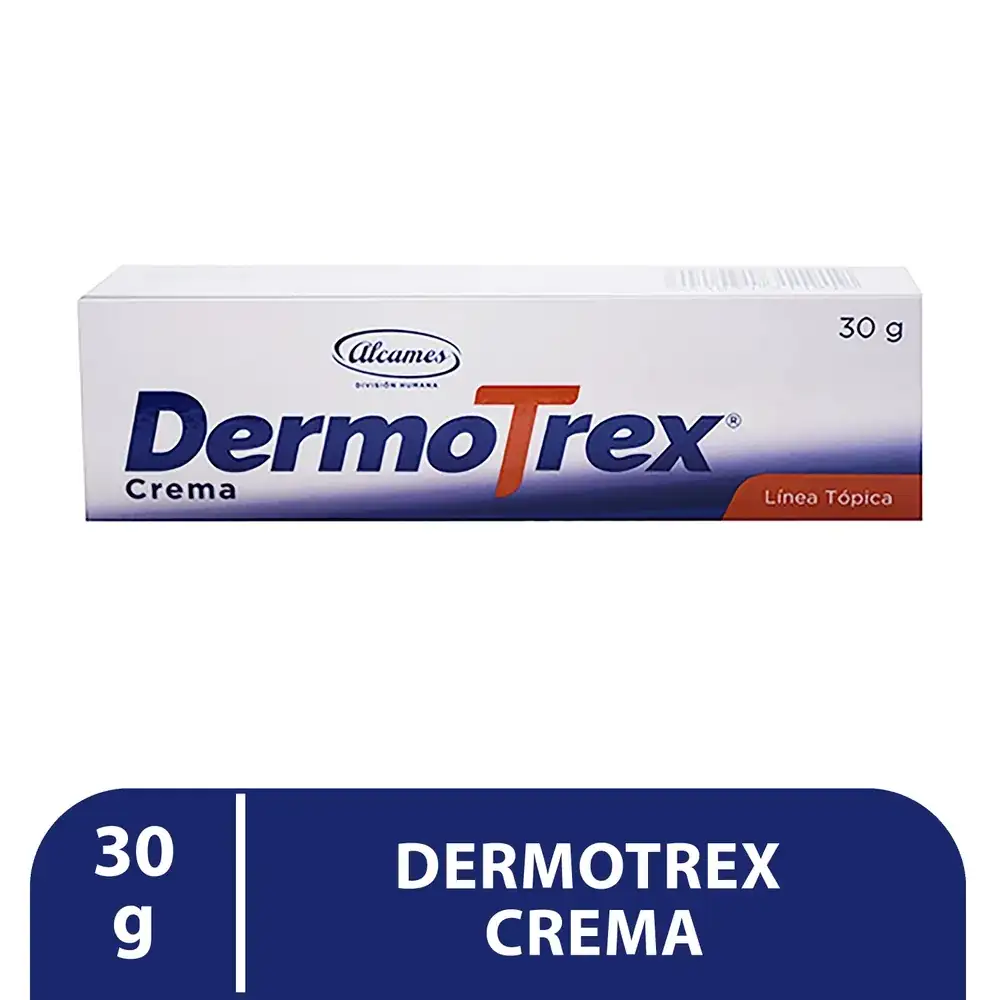 30 g
Alcames
DIVISIÓN HUMANA
DermoTrex®
Crema
Línea Tópica
30
g
DERMOTREX
CREMA